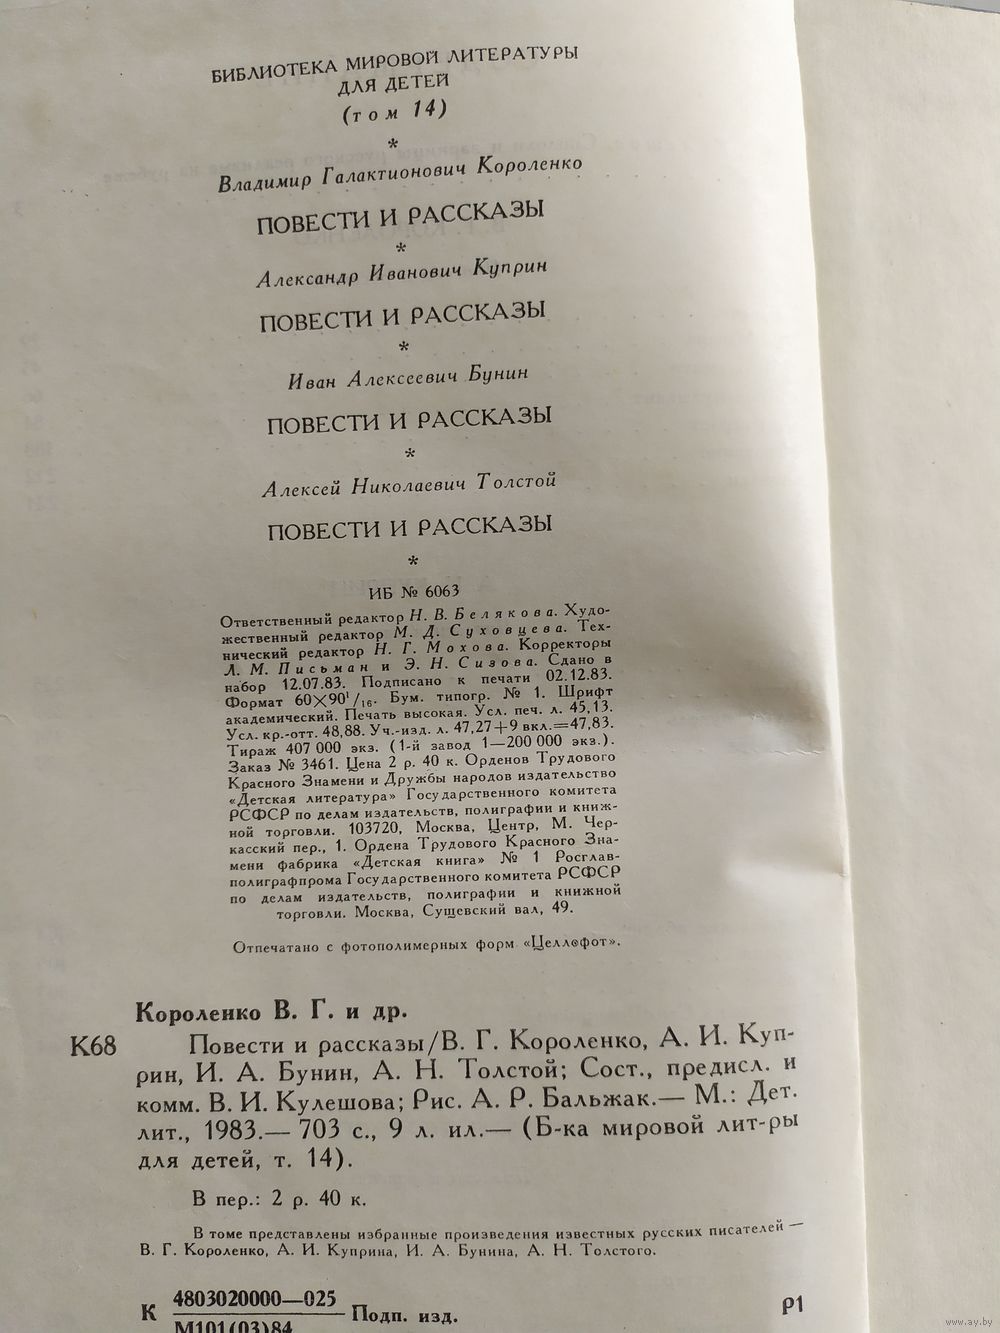 БИБЛИОТЕКА МИРОВОЙ ЛИТЕРАТУРЫ
ДЛЯ ДЕТЕЙ
(том 14)
*
Владимир Галактионович Короленко
ПОВЕСТИ И РАССКАЗЫ
*
Александр Иванович Куприн
ПОВЕСТИ И РАССКАЗЫ
*
Иван Алексеевич Бунин
ПОВЕСТИ И РАССКАЗЫ
*
Алексей Николаевич Толстой
ПОВЕСТИ И РАССКАЗЫ
*
ИБ № 6063
Ответственный редактор Н. В. Белякова. Худо-
жественный редактор М. Д. Суховцева. Тех-
нический редактор Н. Г. Мохова. Корректоры
Л. М. Письман и Э. Н. Сизова. Сдано в
набор 12.07.83. Подписано к печати 02.12.83.
Формат 60×90¹/₁₆. Бум. типогр. № 1. Шрифт
академический. Печать высокая. Усл. печ. л. 45,13.
Усл. кр.-отт. 48,88. Уч.-изд. л. 47,27+9 вкл.=47,83.
Тираж 407 000 экз. (1-й завод 1—200 000 экз.).
Заказ № 3461. Цена 2 р. 40 к. Орденов Трудового
Красного Знамени и Дружбы народов издательство
«Детская литература» Государственного комитета
РСФСР по делам издательств, полиграфии и книж-
ной торговли. 103720, Москва, Центр, М. Чер-
касский пер., 1. Ордена Трудового Красного Зна-
мени фабрика «Детская книга» № 1 Росглав-
полиграфпрома Государственного комитета РСФСР
по делам издательств, полиграфии и книжной
торговли. Москва, Сущевский вал, 49.
Отпечатано с фотополимерных форм «Целлофот».
Короленко В. Г. и др.
К68 Повести и рассказы/В. Г. Короленко, А. И. Куп-
рин, И. А. Бунин, А. Н. Толстой; Сост., предисл. и
комм. В. И. Кулешова; Рис. А. Р. Бальжак.— М.: Дет.
лит., 1983.— 703 с., 9 л. ил.— (Б-ка мировой лит-ры
для детей, т. 14).
В пер.: 2 р. 40 к.
В томе представлены избранные произведения известных русских писателей —
В. Г. Короленко, А. И. Куприна, И. А. Бунина, А. Н. Толстого.
4803020000—025
К Подп. изд. Р1
М101(03)84
www.ay.by